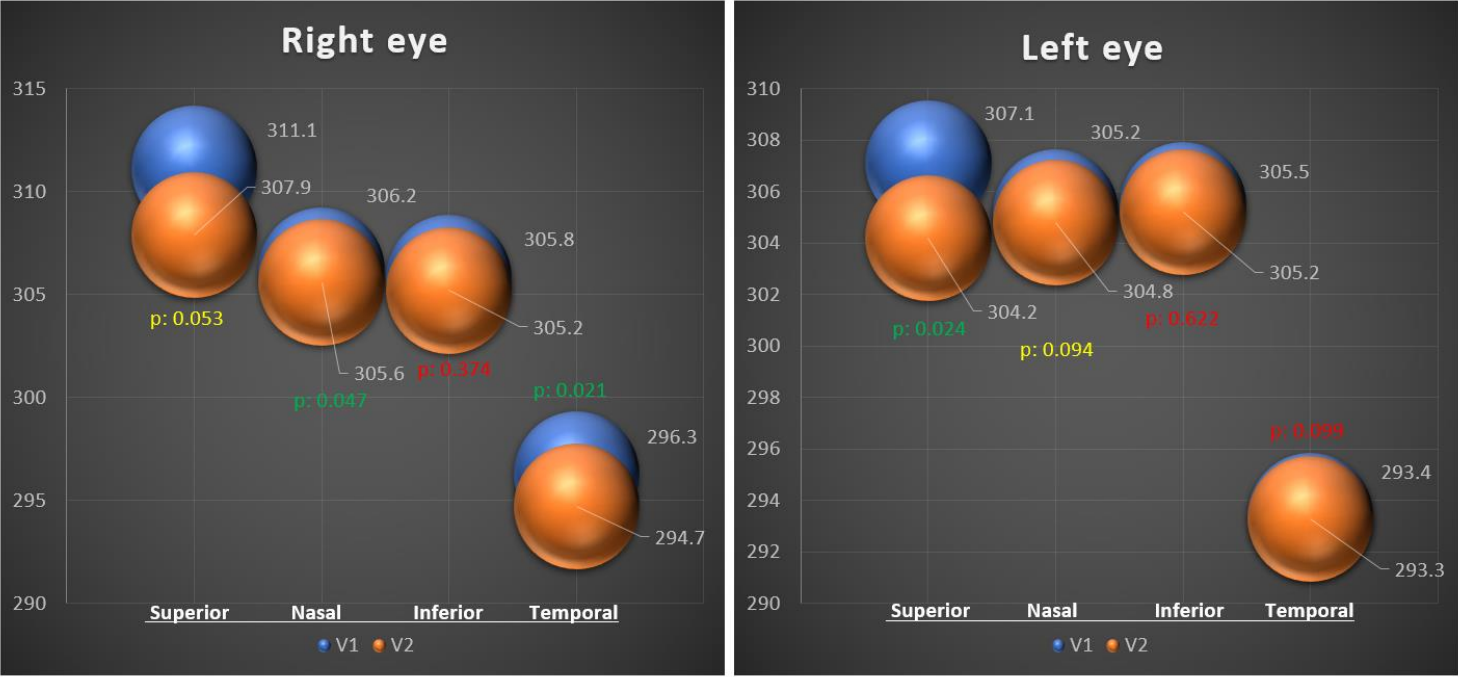 Right eye
315
310
305
300
295
290
311.1
307.9
306.2
305.8
305.6
305.2
296.3
294.7
p: 0.053
p: 0.047
p: 0.374
p: 0.021
Superior Nasal Inferior Temporal
V1 V2
Left eye
310
308
306
304
302
300
298
296
294
292
290
307.1
305.2
305.5
304.2
304.8
305.2
293.4
293.3
p: 0.024
p: 0.094
p: 0.622
p: 0.099
Superior Nasal Inferior Temporal
V1 V2